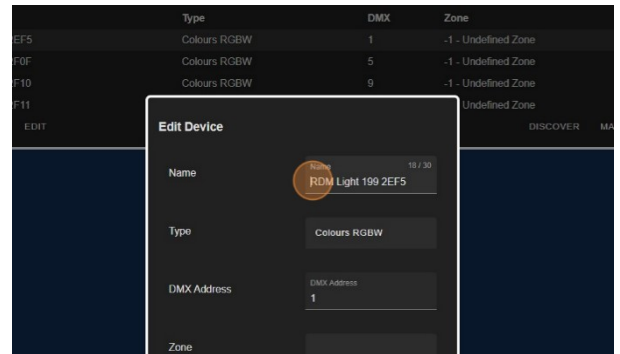 Type DMX Zone
2EF5 Colours RGBW 1 -1 - Undefined Zone
2F0F Colours RGBW 5 -1 - Undefined Zone
2F10 Colours RGBW 9 -1 - Undefined Zone
2F11 Undefined Zone
EDIT DISCOVER MA
Edit Device
Name Name 18 / 30
RDM Light 199 2EF5
Type Colours RGBW
DMX Address DMX Address
1
Zone